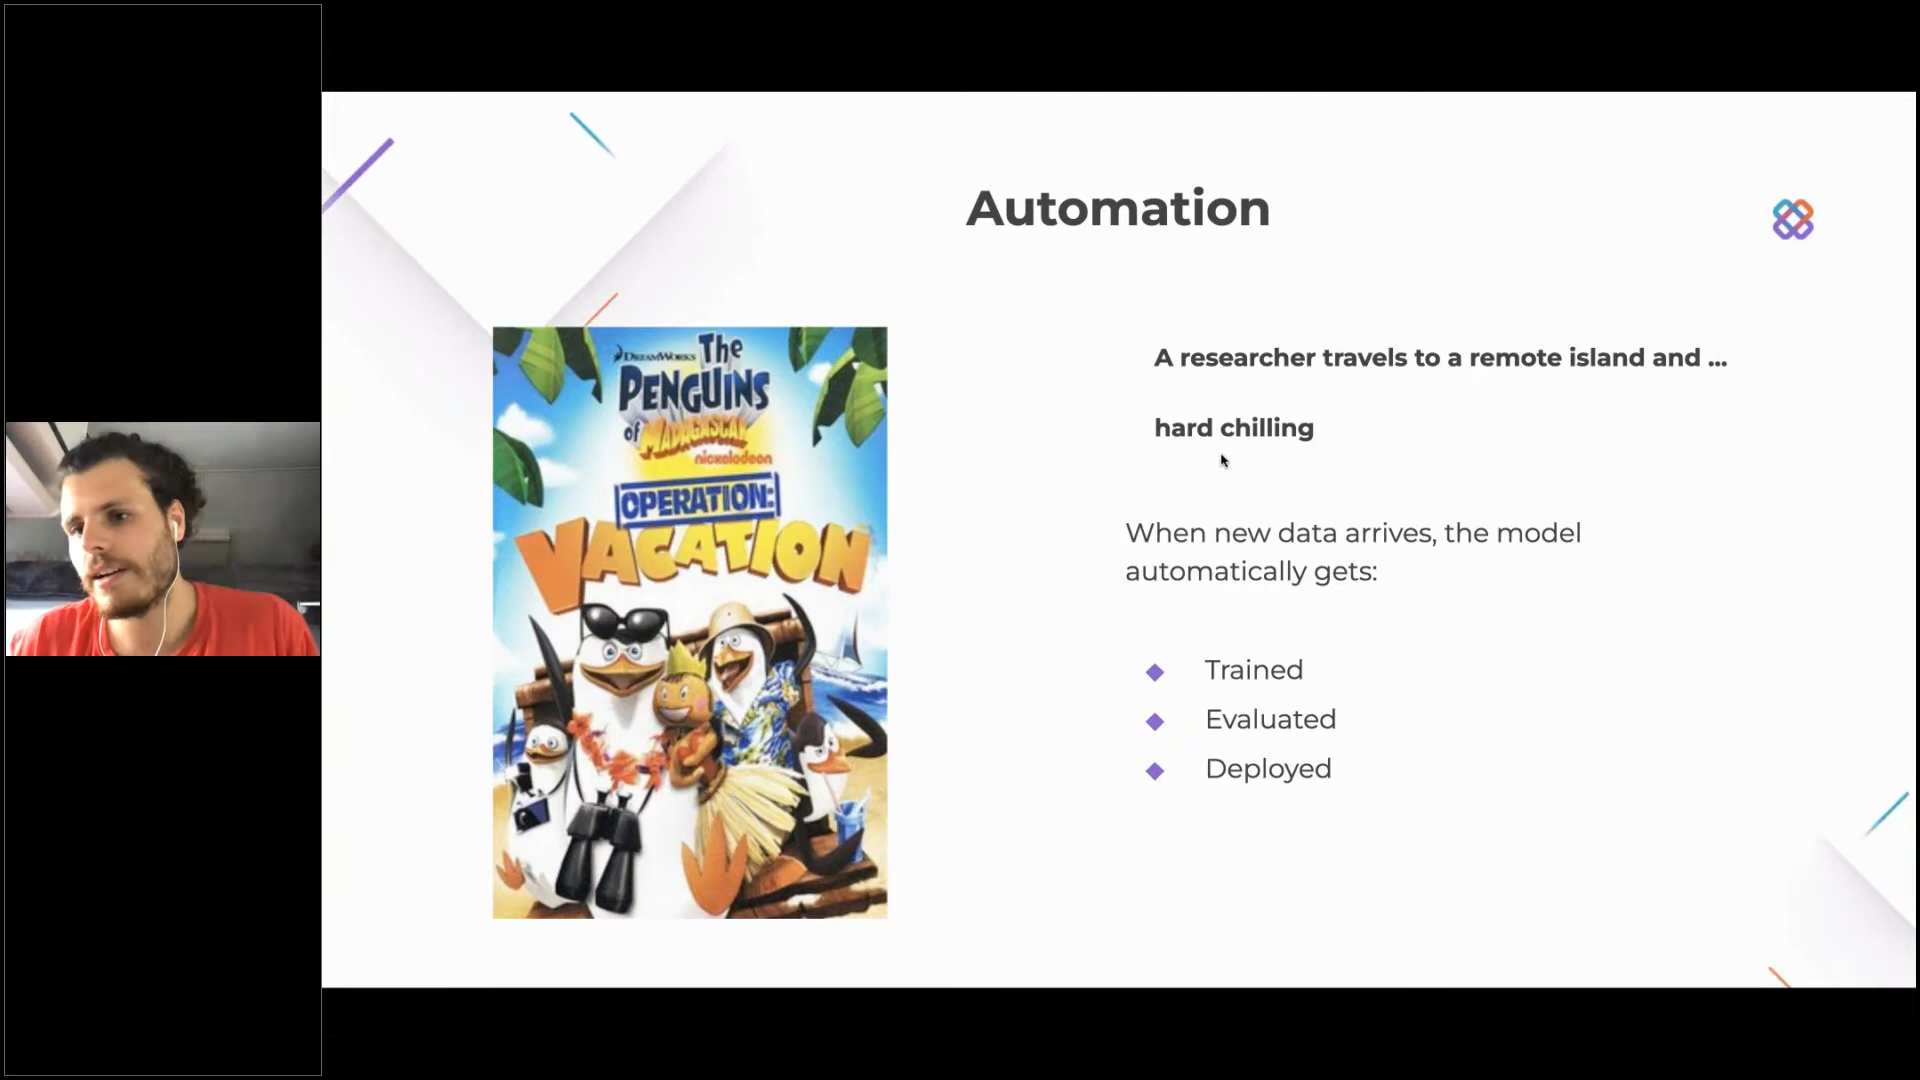 Automation
DREAMWORKS The
PENGUINS
of MADAGASCAR
nickelodeon
OPERATION:
VACATION
A researcher travels to a remote island and ...
hard chilling
When new data arrives, the model
automatically gets:
Trained
Evaluated
Deployed